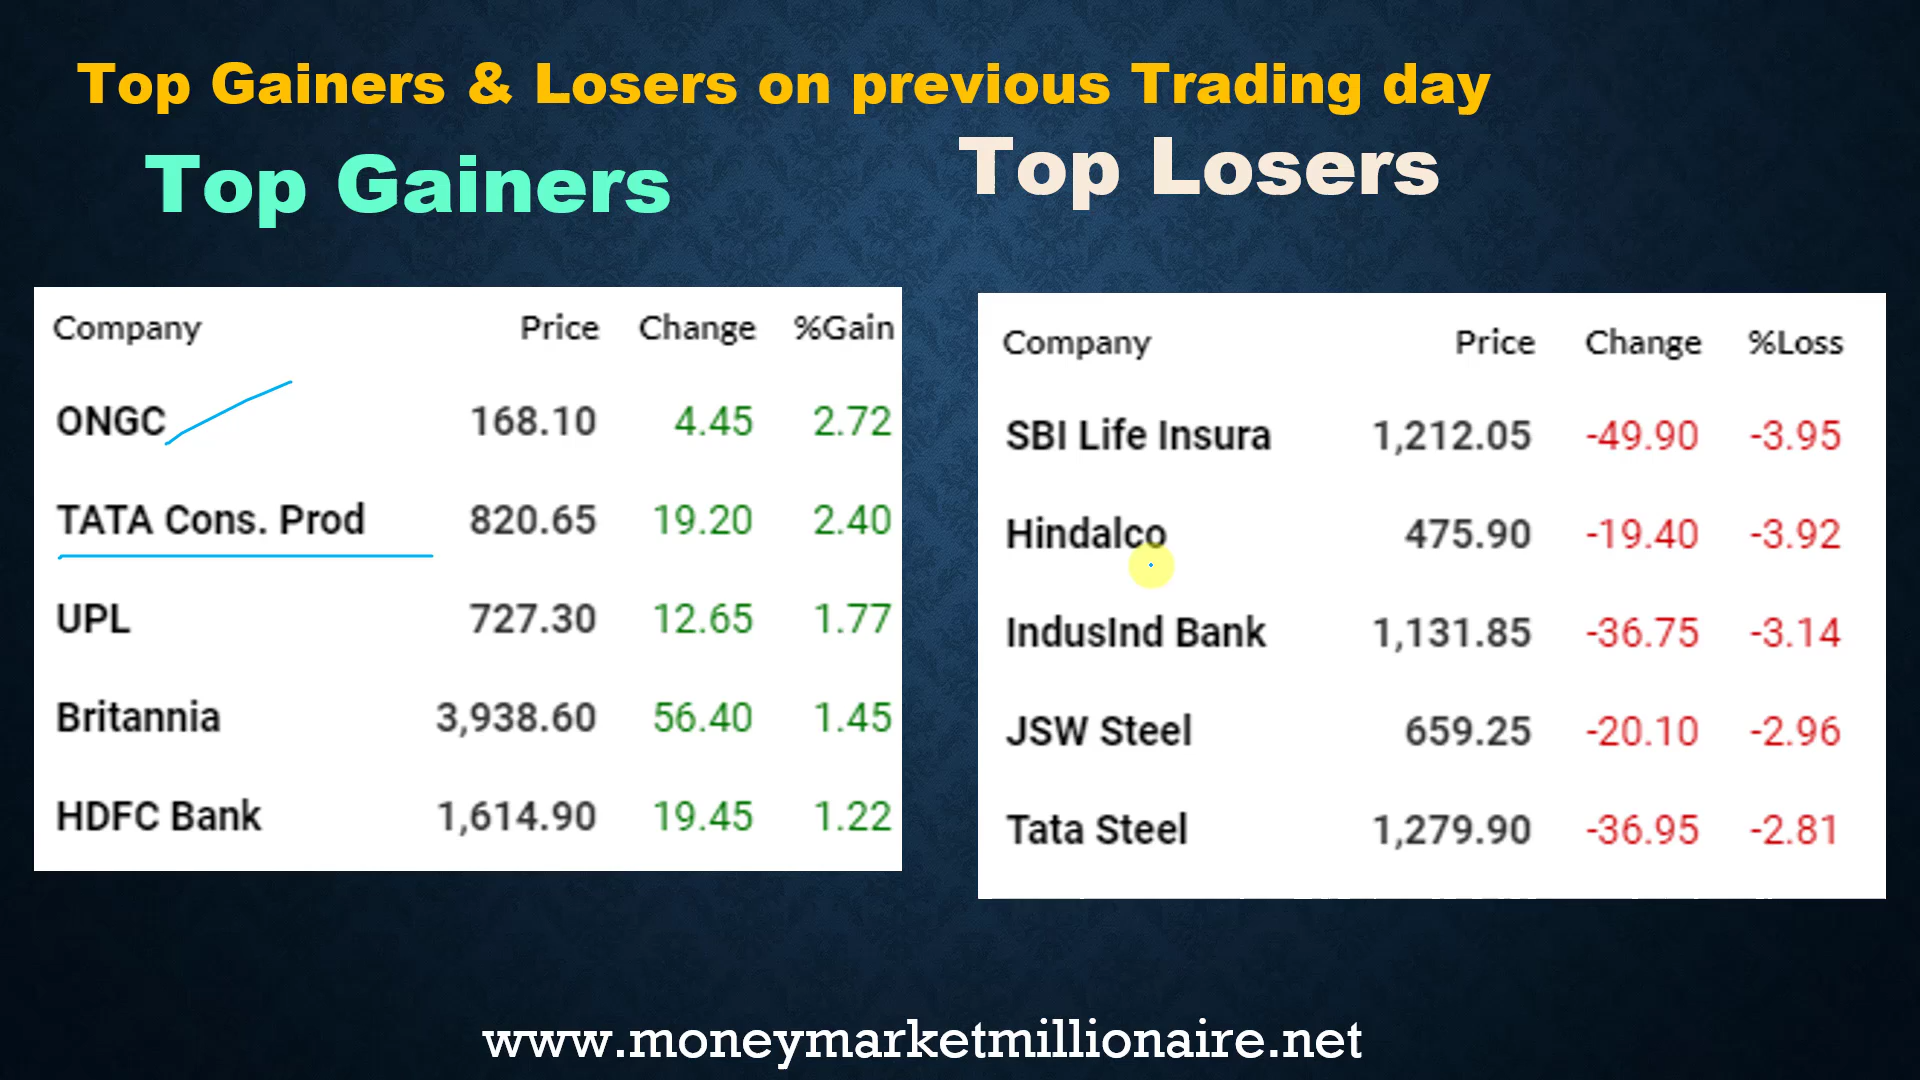 Top Gainers & Losers on previous Trading day
Top Gainers
Company Price Change %Gain
ONGC 168.10 4.45 2.72
TATA Cons. Prod 820.65 19.20 2.40
UPL 727.30 12.65 1.77
Britannia 3,938.60 56.40 1.45
HDFC Bank 1,614.90 19.45 1.22
Top Losers
Company Price Change %Loss
SBI Life Insura 1,212.05 -49.90 -3.95
Hindalco 475.90 -19.40 -3.92
IndusInd Bank 1,131.85 -36.75 -3.14
JSW Steel 659.25 -20.10 -2.96
Tata Steel 1,279.90 -36.95 -2.81
www.moneymarketmillionaire.net